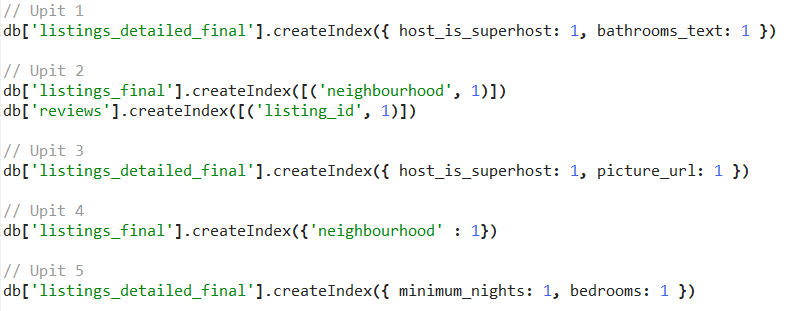 // Upit 1
db['listings_detailed_final'].createIndex({ host_is_superhost: 1, bathrooms_text: 1 })
// Upit 2
db['listings_final'].createIndex([('neighbourhood', 1)])
db['reviews'].createIndex([('listing_id', 1)])
// Upit 3
db['listings_detailed_final'].createIndex({ host_is_superhost: 1, picture_url: 1 })
// Upit 4
db['listings_final'].createIndex({'neighbourhood' : 1})
// Upit 5
db['listings_detailed_final'].createIndex({ minimum_nights: 1, bedrooms: 1 })